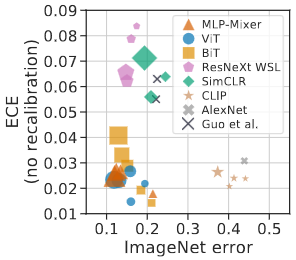 ECE
(no recalibration)
0.09
0.08
0.07
0.06
0.05
0.04
0.03
0.02
0.01
MLP-Mixer
ViT
BiT
ResNeXt WSL
SimCLR
CLIP
AlexNet
Guo et al.
0.1 0.2 0.3 0.4 0.5
ImageNet error